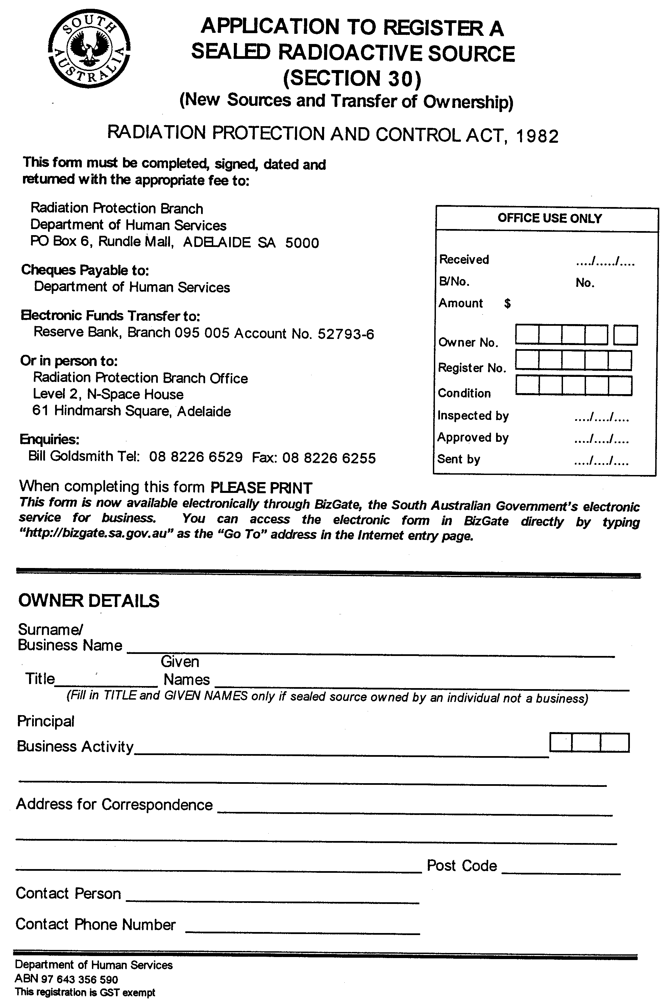 SOUTH
AUSTRALIA
APPLICATION TO REGISTER A
SEALED RADIOACTIVE SOURCE
(SECTION 30)
(New Sources and Transfer of Ownership)
RADIATION PROTECTION AND CONTROL ACT, 1982
This form must be completed, signed, dated and
returned with the appropriate fee to:
Radiation Protection Branch
Department of Human Services
PO Box 6, Rundle Mall, ADELAIDE SA 5000
Cheques Payable to:
Department of Human Services
Electronic Funds Transfer to:
Reserve Bank, Branch 095 005 Account No. 52793-6
Or in person to:
Radiation Protection Branch Office
Level 2, N-Space House
61 Hindmarsh Square, Adelaide
Enquiries:
Bill Goldsmith Tel: 08 8226 6529 Fax: 08 8226 6255
OFFICE USE ONLY
Received ..../...../....
B/No. No.
Amount $
Owner No.
Register No.
Condition
Inspected by ..../..../....
Approved by ..../..../....
Sent by ..../..../....
When completing this form PLEASE PRINT
This form is now available electronically through BizGate, the South Australian Government's electronic
service for business. You can access the electronic form in BizGate directly by typing
"http://bizgate.sa.gov.au" as the "Go To" address in the Internet entry page.
OWNER DETAILS
Surname/
Business Name
Given
Title Names
(Fill in TITLE and GIVEN NAMES only if sealed source owned by an individual not a business)
Principal
Business Activity
Address for Correspondence
Post Code
Contact Person
Contact Phone Number
Department of Human Services
ABN 97 643 356 590
This registration is GST exempt